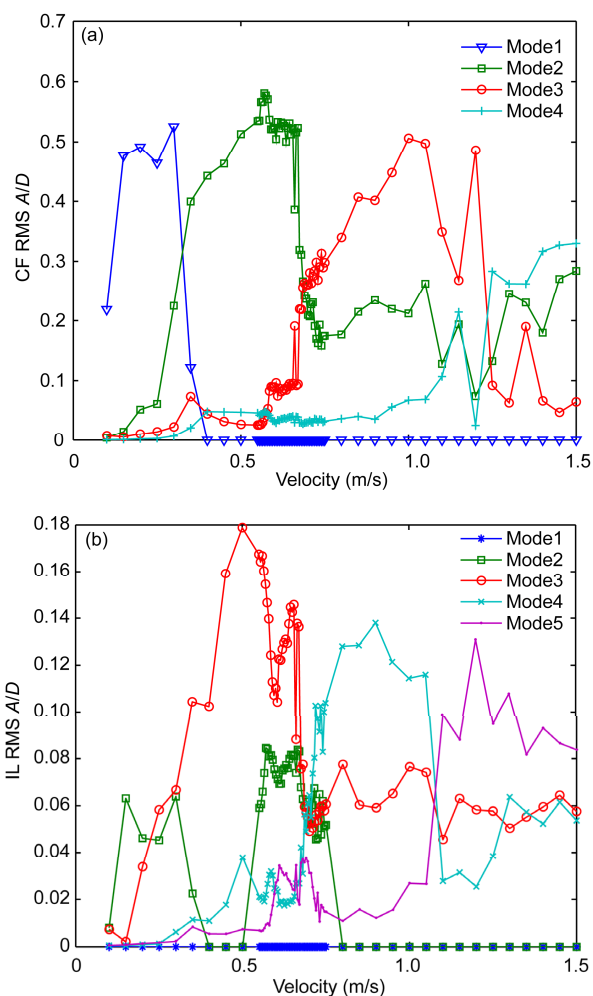 (a)
Mode1
Mode2
Mode3
Mode4
CF RMS A/D
0.7
0.6
0.5
0.4
0.3
0.2
0.1
0
0 0.5 1.0 1.5
Velocity (m/s)
(b)
Mode1
Mode2
Mode3
Mode4
Mode5
IL RMS A/D
0.18
0.16
0.14
0.12
0.10
0.08
0.06
0.04
0.02
0
0 0.5 1.0 1.5
Velocity (m/s)